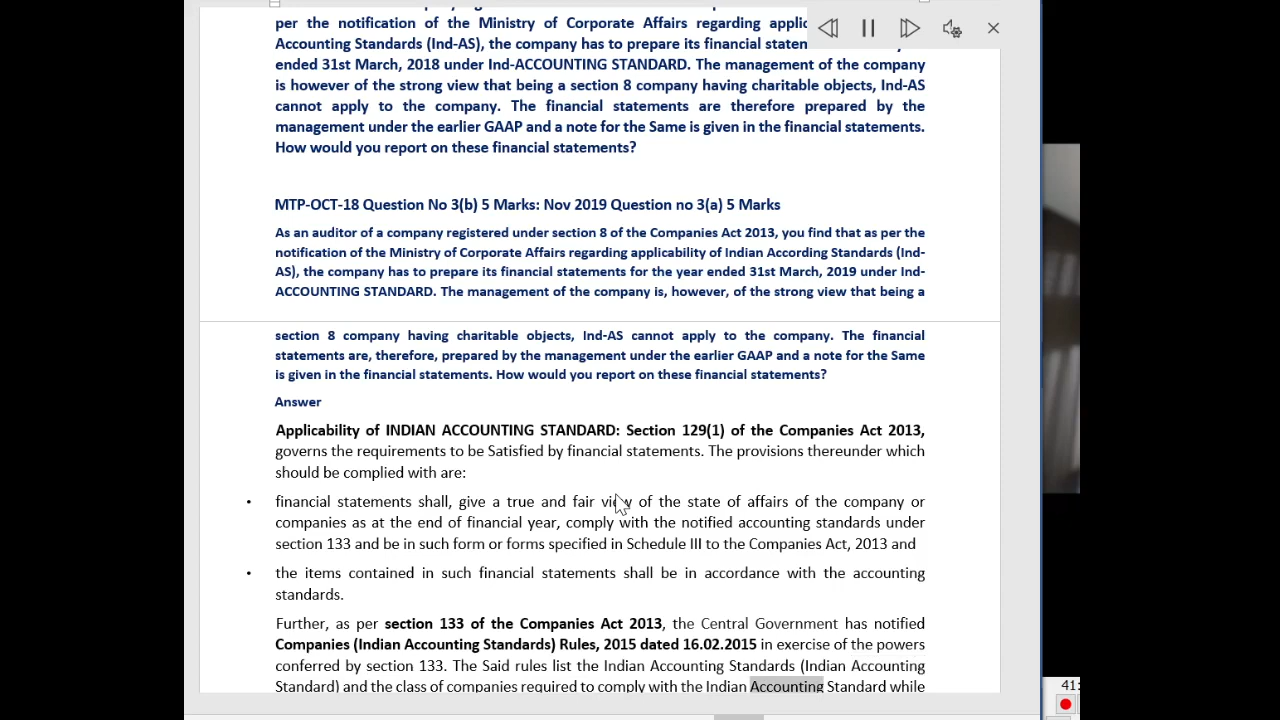 per the notification of the Ministry of Corporate Affairs regarding
Accounting Standards (Ind-AS), the company has to prepare its financial
ended 31st March, 2018 under Ind-ACCOUNTING STANDARD. The management of the company
is however of the strong view that being a section 8 company having charitable objects, Ind-AS
cannot apply to the company. The financial statements are therefore prepared by the
management under the earlier GAAP and a note for the Same is given in the financial statements.
How would you report on these financial statements?
MTP-OCT-18 Question No 3(b) 5 Marks: Nov 2019 Question no 3(a) 5 Marks
As an auditor of a company registered under section 8 of the Companies Act 2013, you find that as per the
notification of the Ministry of Corporate Affairs regarding applicability of Indian According Standards (Ind-
AS), the company has to prepare its financial statements for the year ended 31st March, 2019 under Ind-
ACCOUNTING STANDARD. The management of the company is, however, of the strong view that being a
section 8 company having charitable objects, Ind-AS cannot apply to the company. The financial
statements are, therefore, prepared by the management under the earlier GAAP and a note for the Same
is given in the financial statements. How would you report on these financial statements?
Answer
Applicability of INDIAN ACCOUNTING STANDARD: Section 129(1) of the Companies Act 2013,
governs the requirements to be Satisfied by financial statements. The provisions thereunder which
should be complied with are:
• financial statements shall, give a true and fair view of the state of affairs of the company or
companies as at the end of financial year, comply with the notified accounting standards under
section 133 and be in such form or forms specified in Schedule III to the Companies Act, 2013 and
• the items contained in such financial statements shall be in accordance with the accounting
standards.
Further, as per section 133 of the Companies Act 2013, the Central Government has notified
Companies (Indian Accounting Standards) Rules, 2015 dated 16.02.2015 in exercise of the powers
conferred by section 133. The Said rules list the Indian Accounting Standards (Indian Accounting
Standard) and the class of companies required to comply with the Indian Accounting Standard while
41: